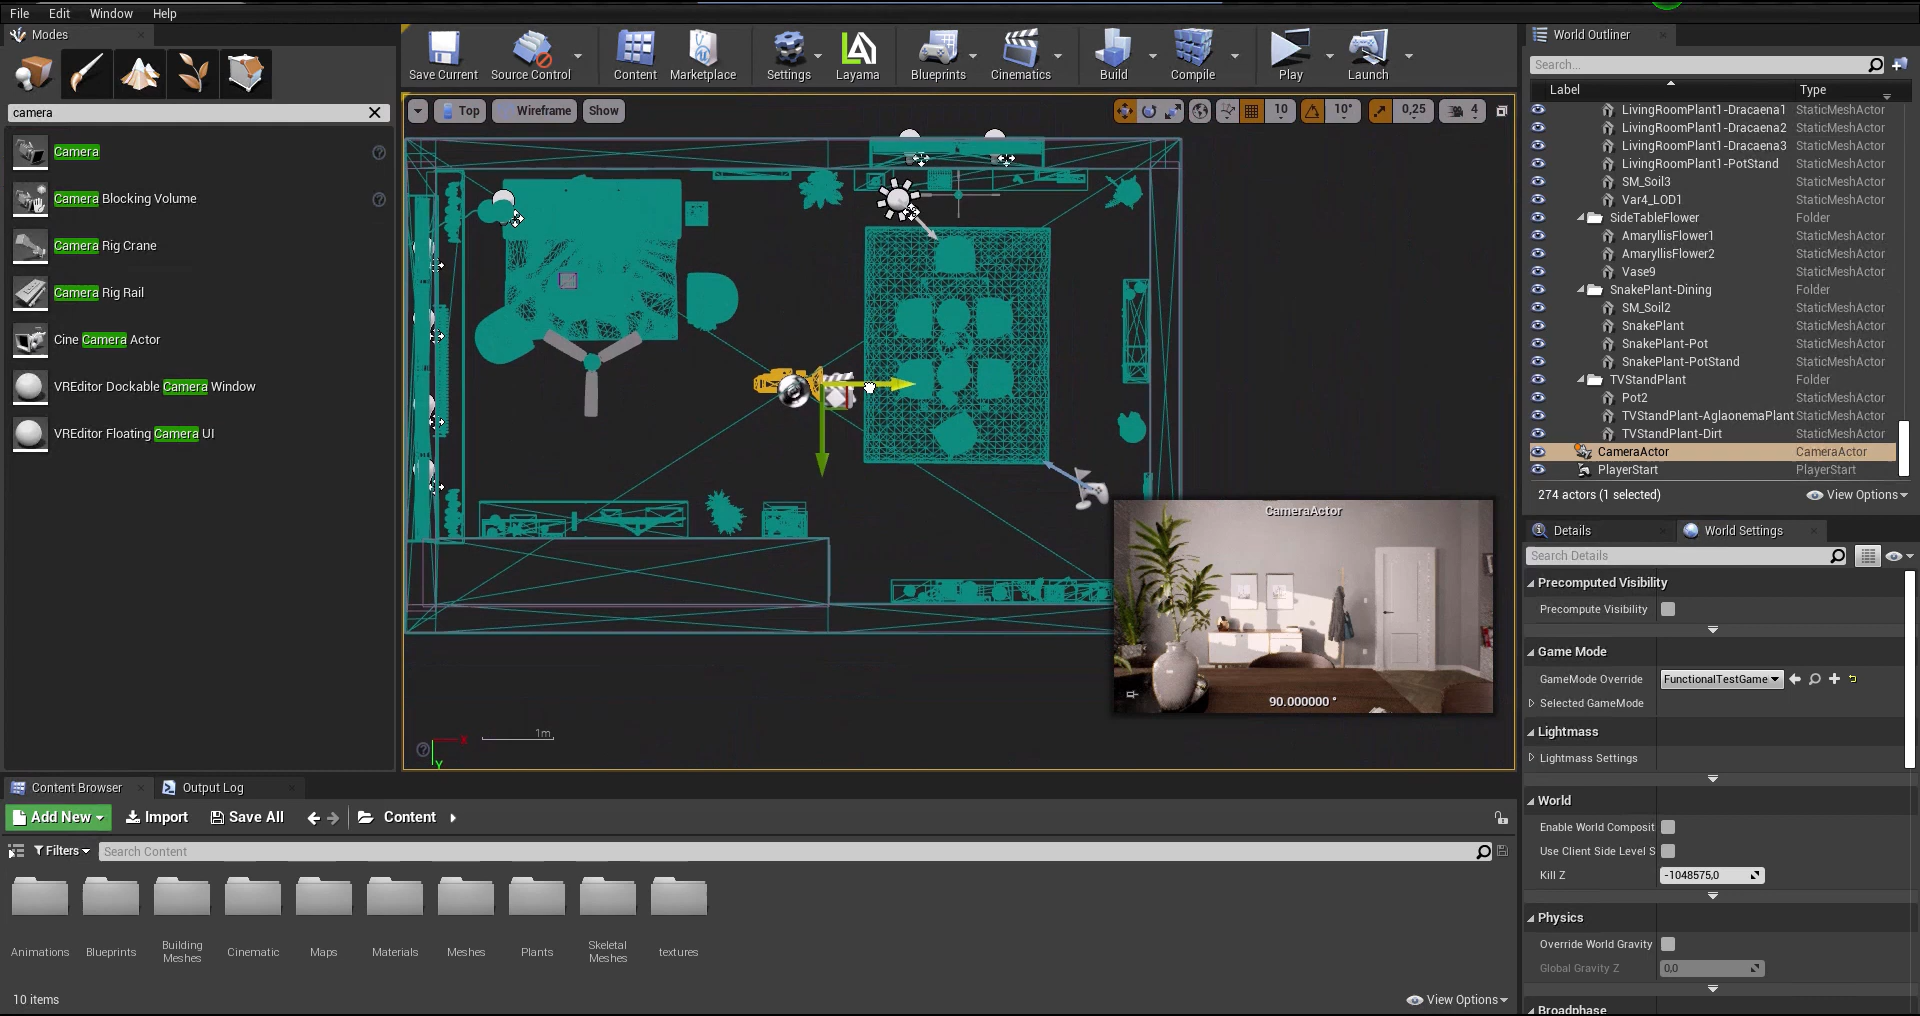 File Edit Window Help
Modes
World Outliner
Save Current Source Control Content Marketplace Settings Layama Blueprints Cinematics Build Compile Play Launch
Search...
camera
Top Wireframe Show 10 10° 0,25 4
Label Type
Camera
Camera Blocking Volume
Camera Rig Crane
Camera Rig Rail
Cine Camera Actor
VREditor Dockable Camera Window
VREditor Floating Camera UI
LivingRoomPlant1-Dracaena1 StaticMeshActor
LivingRoomPlant1-Dracaena2 StaticMeshActor
LivingRoomPlant1-Dracaena3 StaticMeshActor
LivingRoomPlant1-PotStand StaticMeshActor
SM_Soil3 StaticMeshActor
Var4_LOD1 StaticMeshActor
SideTableFlower Folder
AmaryllisFlower1 StaticMeshActor
AmaryllisFlower2 StaticMeshActor
Vase9 StaticMeshActor
SnakePlant-Dining Folder
SM_Soil2 StaticMeshActor
SnakePlant StaticMeshActor
SnakePlant-Pot StaticMeshActor
SnakePlant-PotStand StaticMeshActor
TVStandPlant Folder
Pot2 StaticMeshActor
TVStandPlant-AglaonemaPlant StaticMeshActor
TVStandPlant-Dirt StaticMeshActor
CameraActor CameraActor
PlayerStart PlayerStart
274 actors (1 selected) View Options
CameraActor
90.000000 °
1m
X
Y
Details World Settings
Search Details
Precomputed Visibility
Precompute Visibility
Game Mode
GameMode Override FunctionalTestGame
Selected GameMode
Lightmass
Lightmass Settings
World
Enable World Composit
Use Client Side Level S
Kill Z -1048575,0
Physics
Override World Gravity
Global Gravity Z 0,0
Broadphase
Content Browser Output Log
Add New Import Save All Content
Filters Search Content
Animations Blueprints Building Meshes Cinematic Maps Materials Meshes Plants Skeletal Meshes textures
10 items View Options